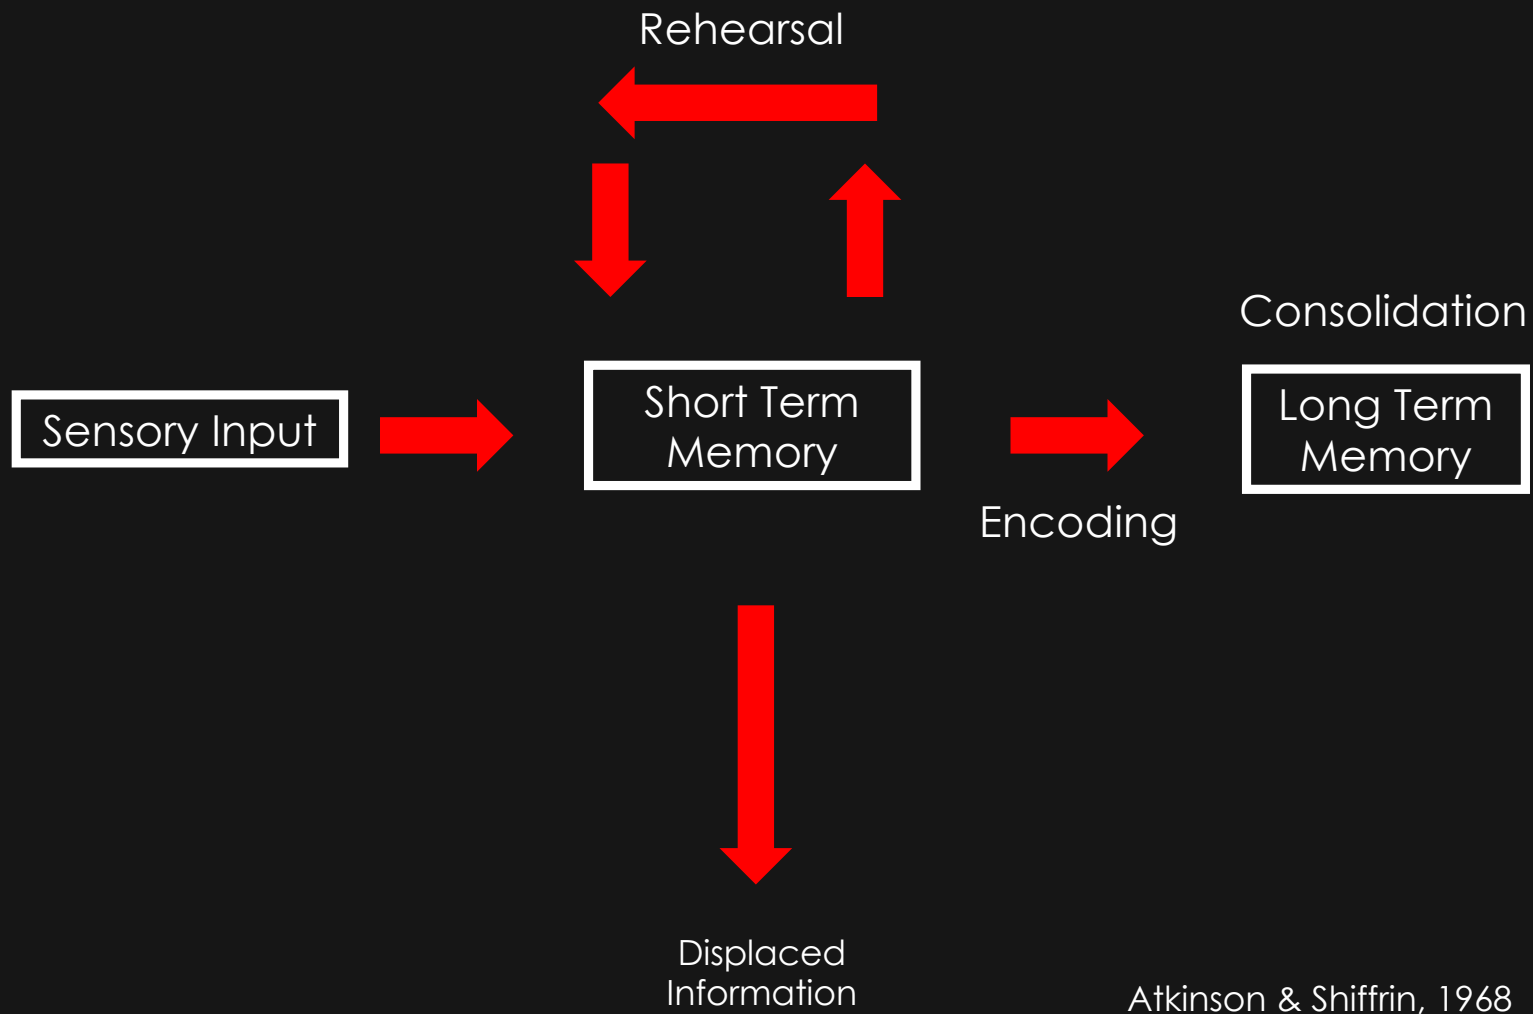 Rehearsal
Consolidation
Sensory Input
Short Term
Memory
Long Term
Memory
Encoding
Displaced
Information
Atkinson & Shiffrin, 1968